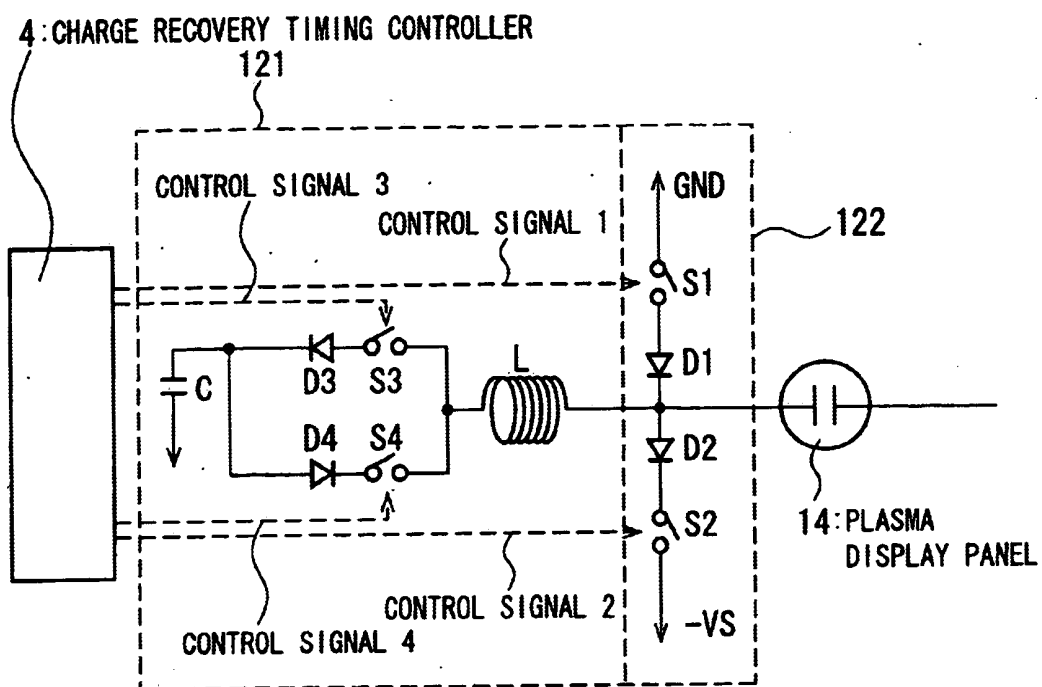 4:CHARGE RECOVERY TIMING CONTROLLER
121
CONTROL SIGNAL 3
CONTROL SIGNAL 1
GND
122
S1
D1
L
C
D3 S3
D4 S4
D2
S2
14:PLASMA
DISPLAY PANEL
CONTROL SIGNAL 2
-VS
CONTROL SIGNAL 4